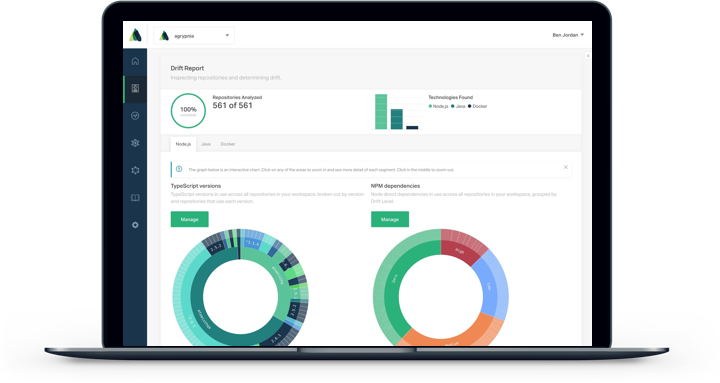 agrypnia
Ben Jordan
Drift Report
Inspecting repositories and determining drift.
100%
Repositories Analyzed
561 of 561
Technologies Found
Node.js Java Docker
Node.js Java Docker
The graph below is an interactive chart. Click on any of the areas to zoom in and see more detail of each segment. Click in the middle to zoom out.
TypeScript versions
TypeScript versions in use across all repositories in your workspace, broken out by version and repositories that use each version.
Manage
NPM dependencies
Node direct dependencies in use across all repositories in your workspace, grouped by Drift Level.
Manage